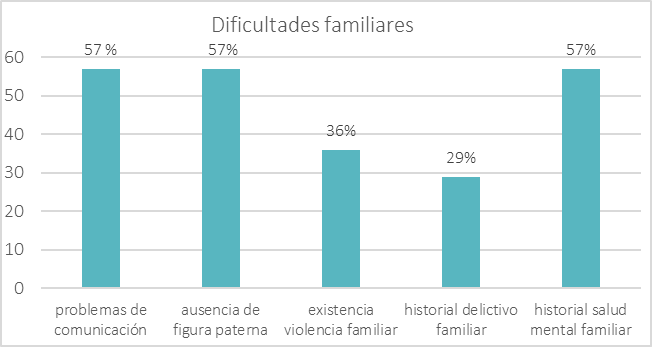 Dificultades familiares
57 %
57%
36%
29%
57%
60
50
40
30
20
10
0
problemas de
comunicación
ausencia de
figura paterna
existencia
violencia familiar
historial delictivo
familiar
historial salud
mental familiar